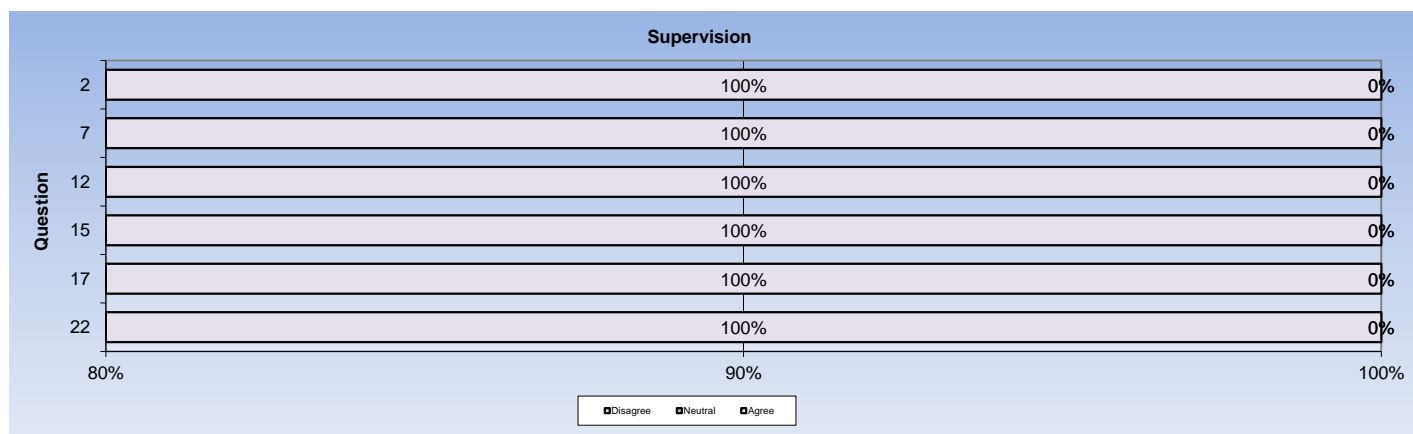 Supervision
2 100% 0%
7 100% 0%
12 100% 0%
15 100% 0%
17 100% 0%
22 100% 0%
Question
80% 90% 100%
Disagree Neutral Agree